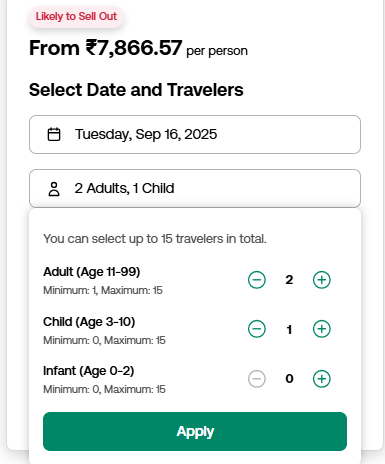 Likely to Sell Out
From ₹7,866.57 per person
Select Date and Travelers
Tuesday, Sep 16, 2025
2 Adults, 1 Child
You can select up to 15 travelers in total.
Adult (Age 11-99)
Minimum: 1, Maximum: 15
2
Child (Age 3-10)
Minimum: 0, Maximum: 15
1
Infant (Age 0-2)
Minimum: 0, Maximum: 15
0
Apply